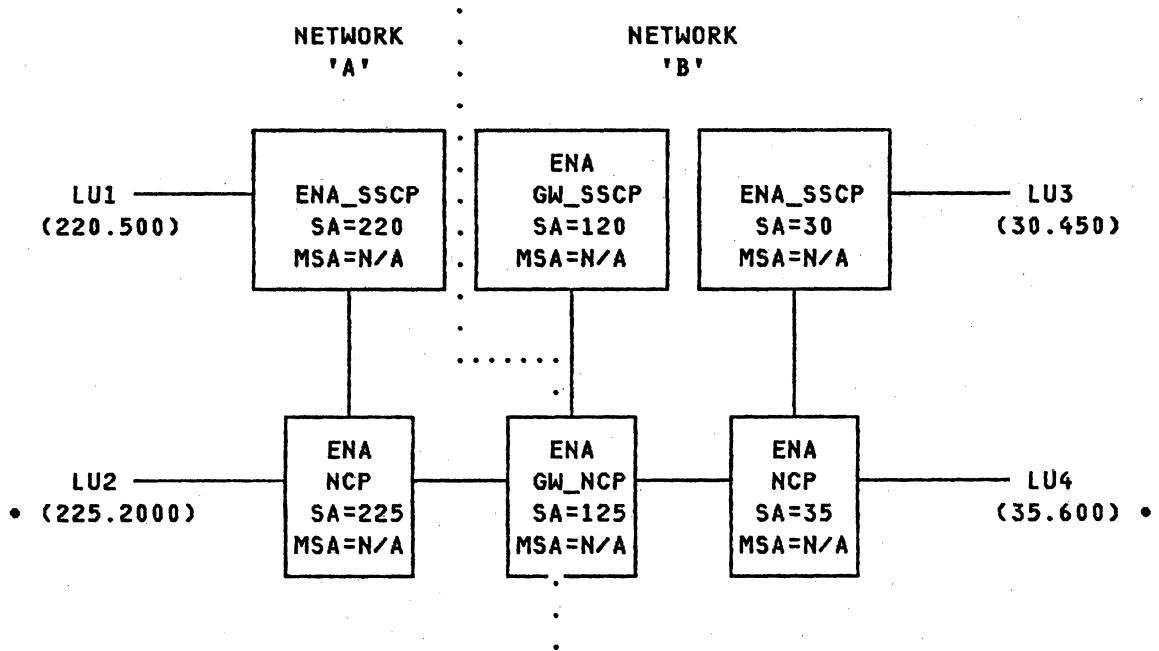 NETWORK
'A'
NETWORK
'B'
LU1
(220.500)
ENA_SSCP
SA=220
MSA=N/A
ENA
GW_SSCP
SA=120
MSA=N/A
ENA_SSCP
SA=30
MSA=N/A
LU3
(30.450)
LU2
• (225.2000)
ENA
NCP
SA=225
MSA=N/A
ENA
GW_NCP
SA=125
MSA=N/A
ENA
NCP
SA=35
MSA=N/A
LU4
(35.600) •